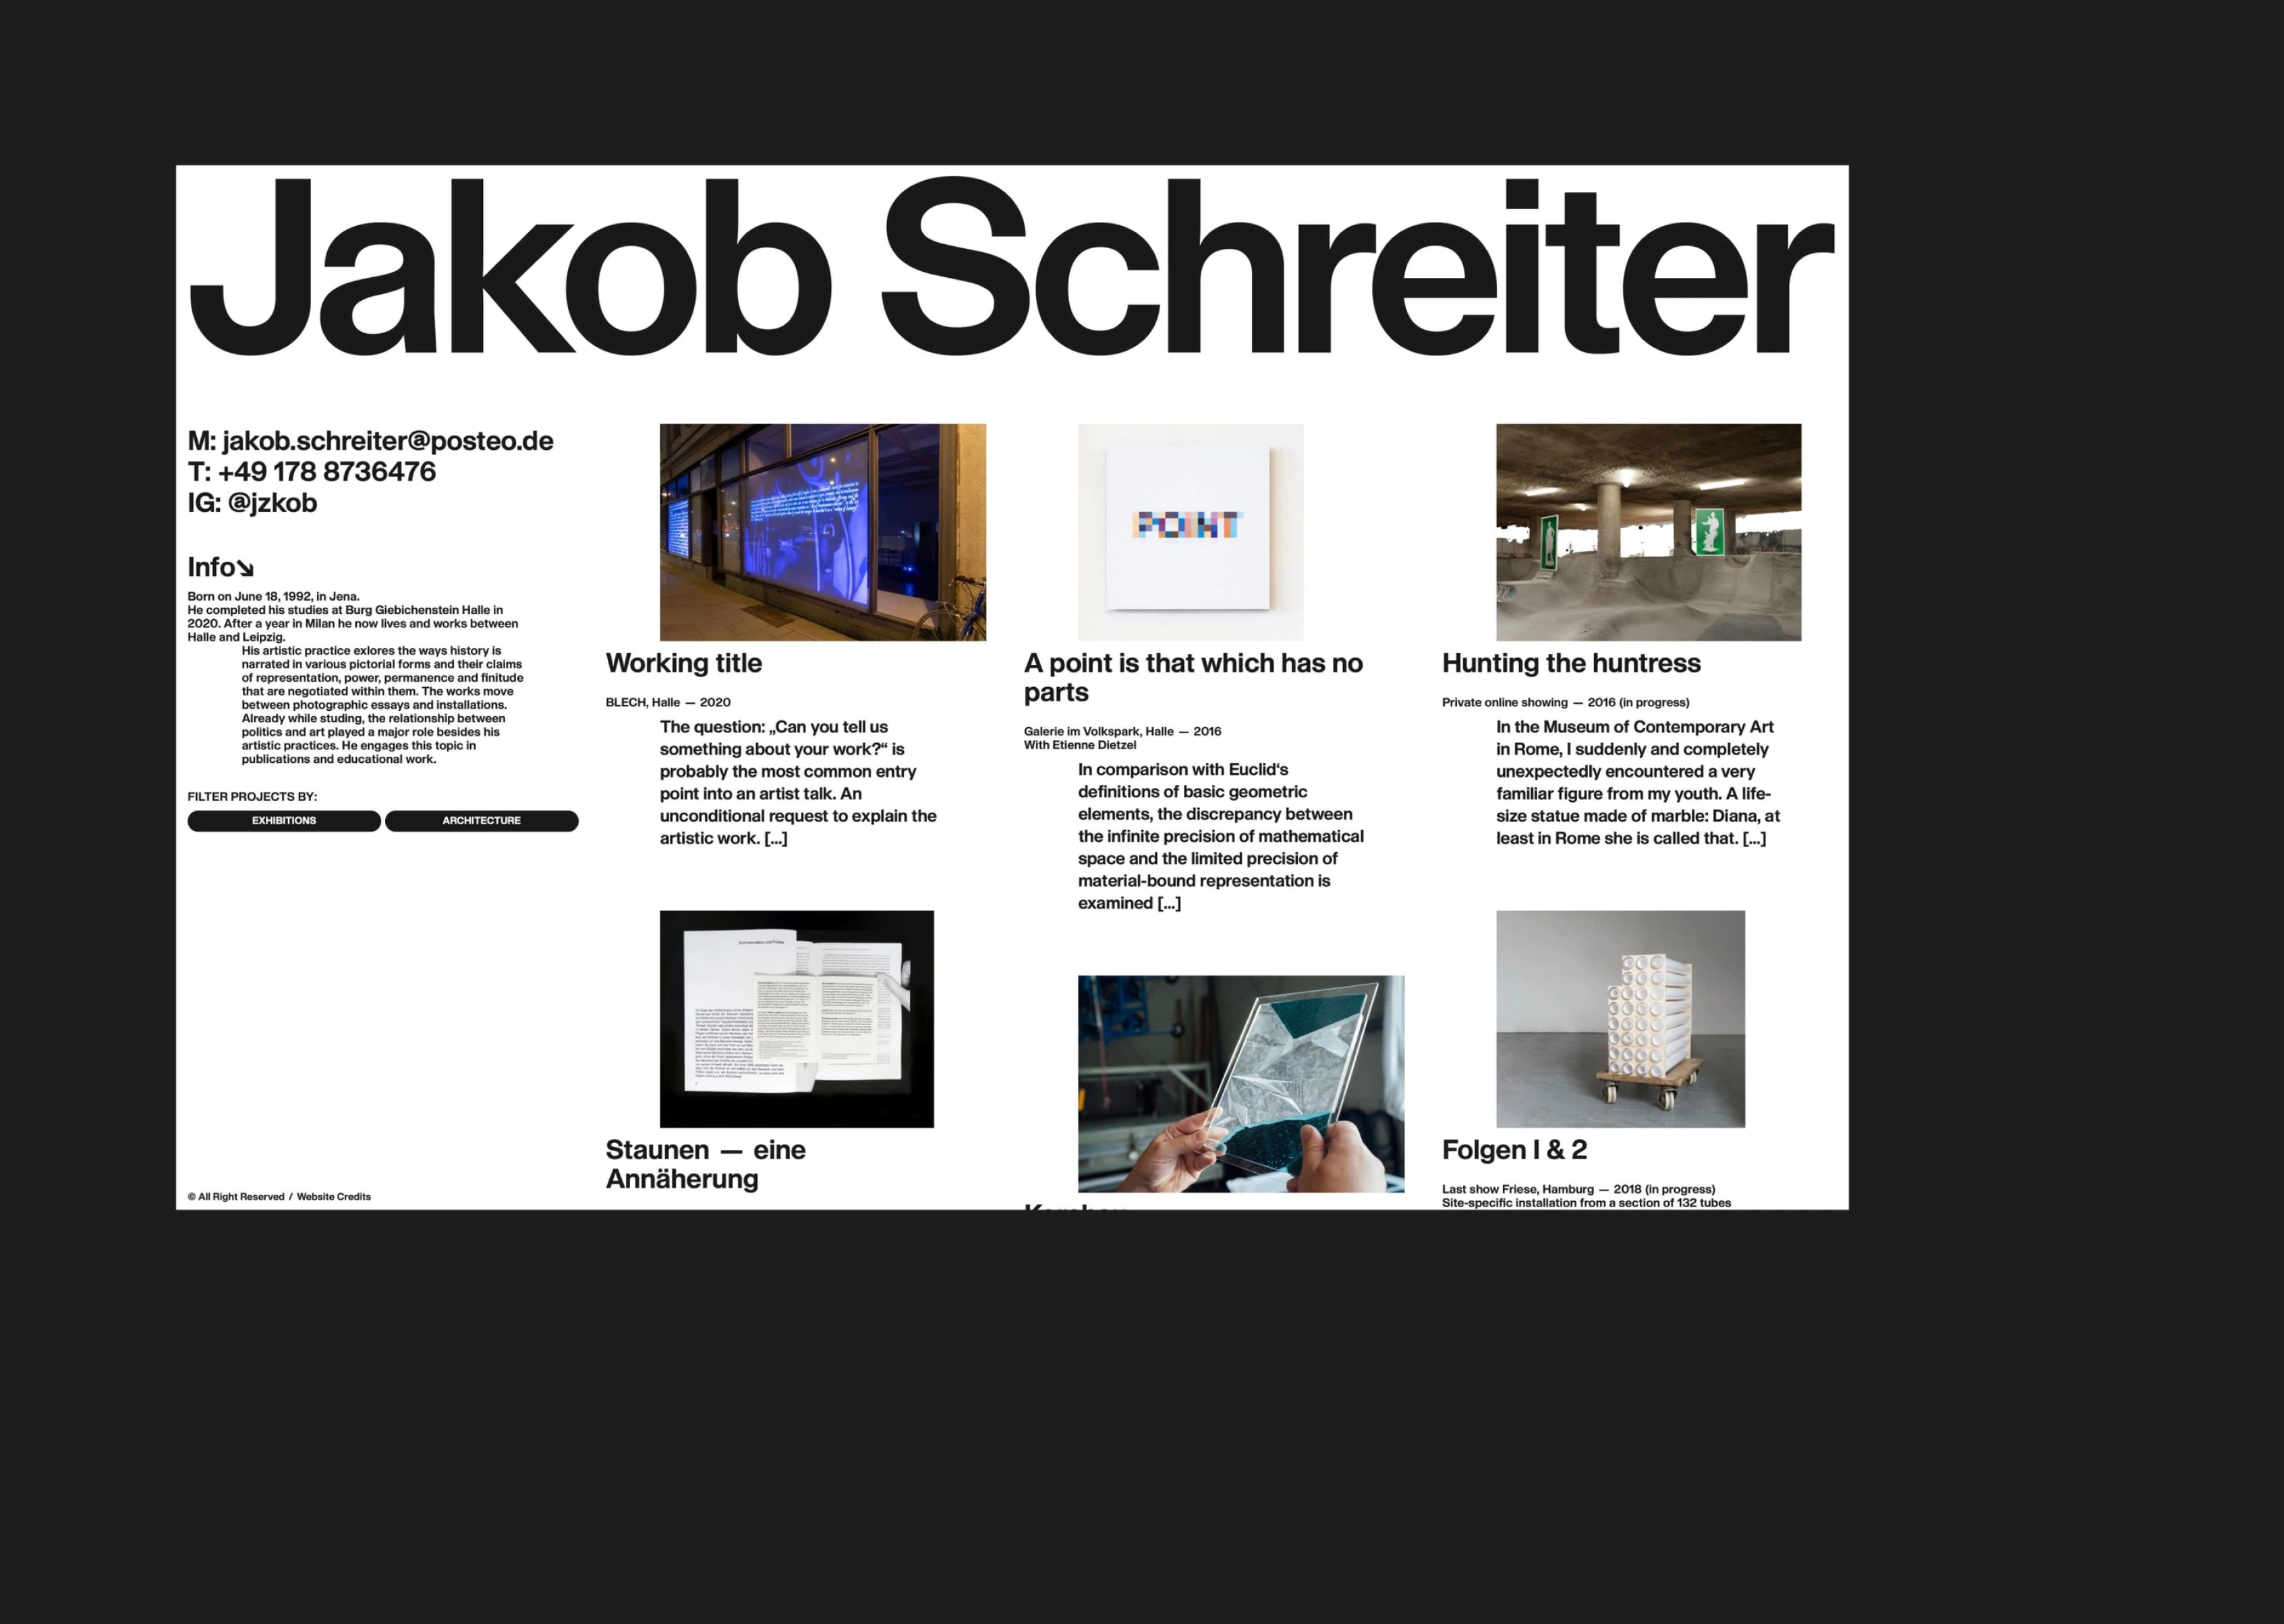 Jakob Schreiter
M: jakob.schreiter@posteo.de
T: +49 178 8736476
IG: @jzkob
Info↘
Born on June 18, 1992, in Jena.
He completed his studies at Burg Giebichenstein Halle in
2020. After a year in Milan he now lives and works between
Halle and Leipzig.
His artistic practice exlores the ways history is
narrated in various pictorial forms and their claims
of representation, power, permanence and finitude
that are negotiated within them. The works move
between photographic essays and installations.
Already while studing, the relationship between
politics and art played a major role besides his
artistic practices. He engages this topic in
publications and educational work.
FILTER PROJECTS BY:
EXHIBITIONS
ARCHITECTURE
© All Right Reserved / Website Credits
Working title
BLECH, Halle — 2020
The question: „Can you tell us
something about your work?“ is
probably the most common entry
point into an artist talk. An
unconditional request to explain the
artistic work. [...]
Staunen — eine
Annäherung
POINT
A point is that which has no
parts
Galerie im Volkspark, Halle — 2016
With Etienne Dietzel
In comparison with Euclid‘s
definitions of basic geometric
elements, the discrepancy between
the infinite precision of mathematical
space and the limited precision of
material-bound representation is
examined [...]
Hunting the huntress
Private online showing — 2016 (in progress)
In the Museum of Contemporary Art
in Rome, I suddenly and completely
unexpectedly encountered a very
familiar figure from my youth. A life-
size statue made of marble: Diana, at
least in Rome she is called that. [...]
Folgen I & 2
Last show Friese, Hamburg — 2018 (in progress)
Site-specific installation from a section of 132 tubes